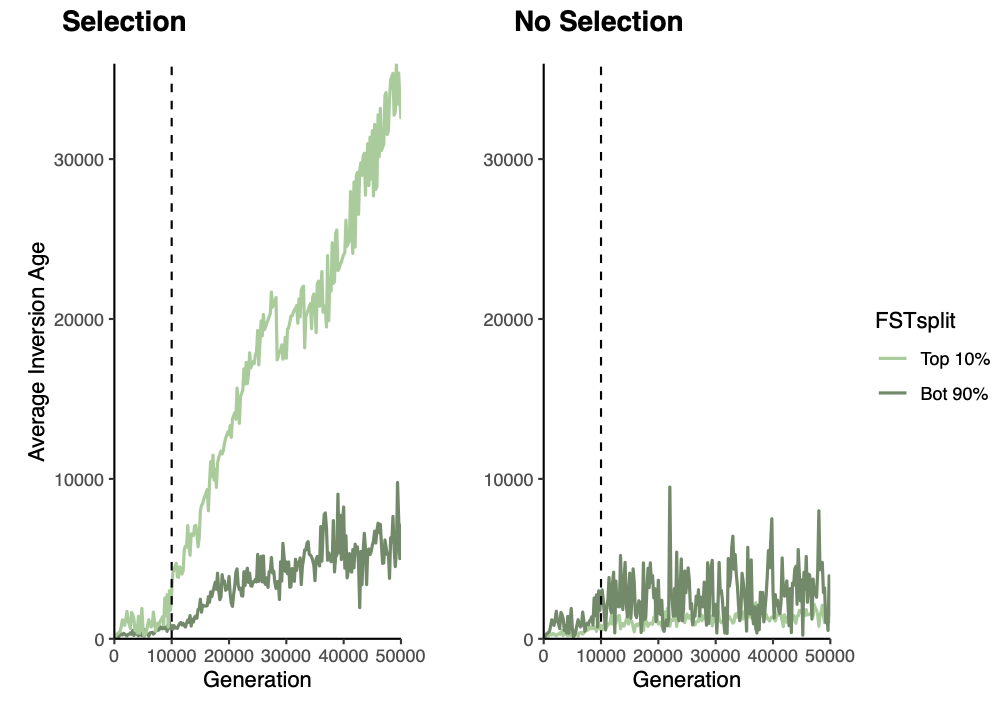 Selection
No Selection
Average Inversion Age
30000
20000
10000
0
0 10000 20000 30000 40000 50000
Generation
30000
20000
10000
0
0 10000 20000 30000 40000 50000
Generation
FSTsplit
Top 10%
Bot 90%